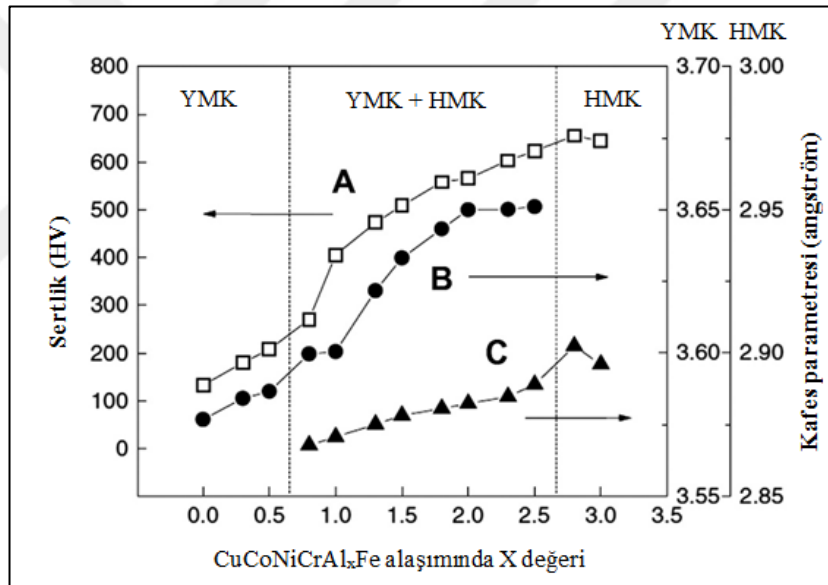 YMK HMK
800
700
600
500
400
300
200
100
0
YMK
YMK + HMK
HMK
A
B
C
3.70
3.65
3.60
3.55
3.00
2.95
2.90
2.85
Sertlik (HV)
Kafes parametresi (angström)
0.0 0.5 1.0 1.5 2.0 2.5 3.0 3.5
CuCoNiCrAlₓFe alaşımında X değeri